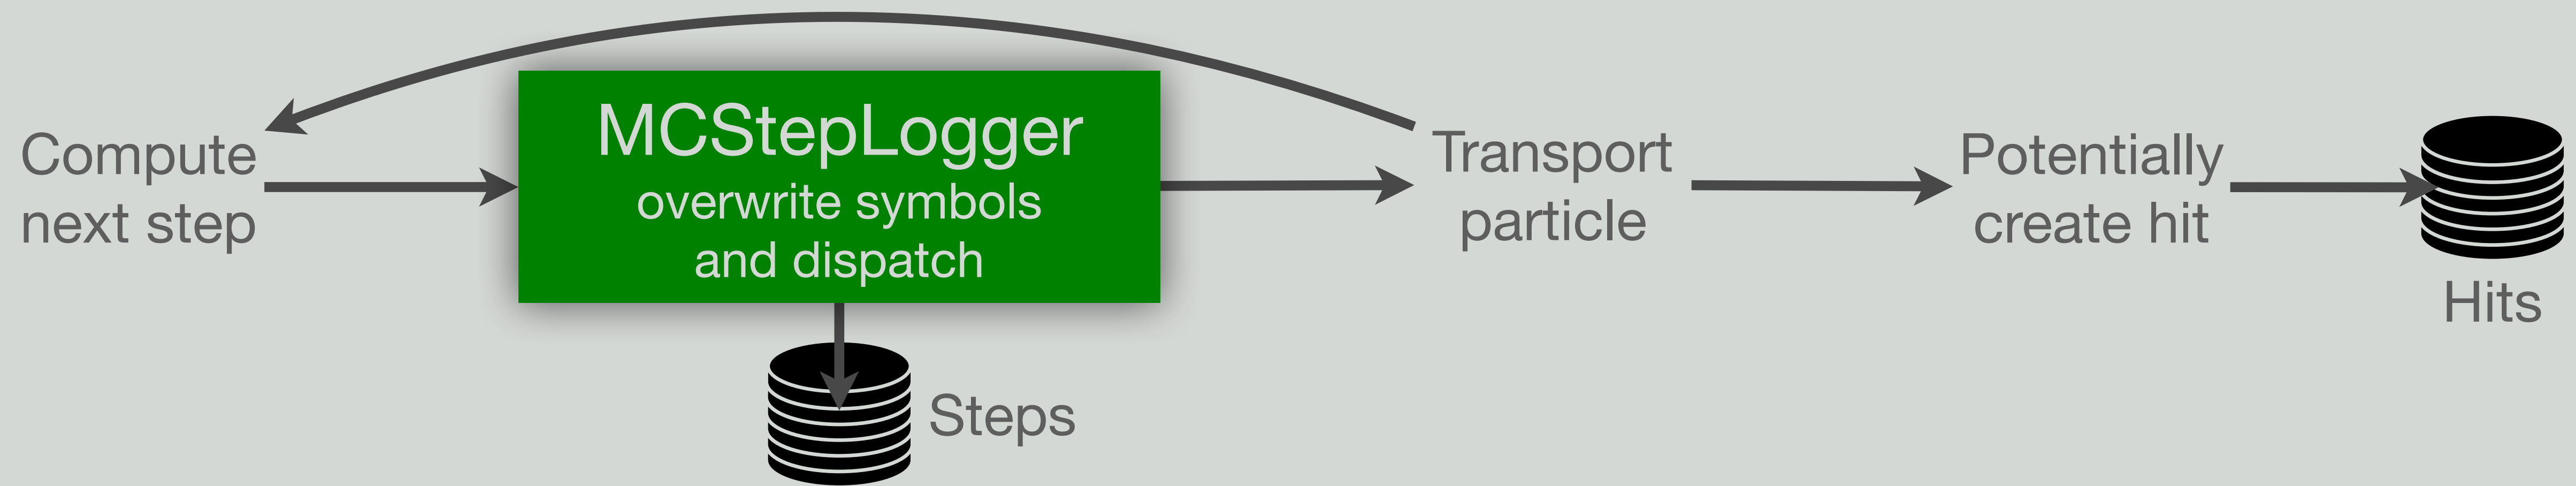 Compute
next step
MCStepLogger
overwrite symbols
and dispatch
Steps
Transport
particle
Potentially
create hit
Hits